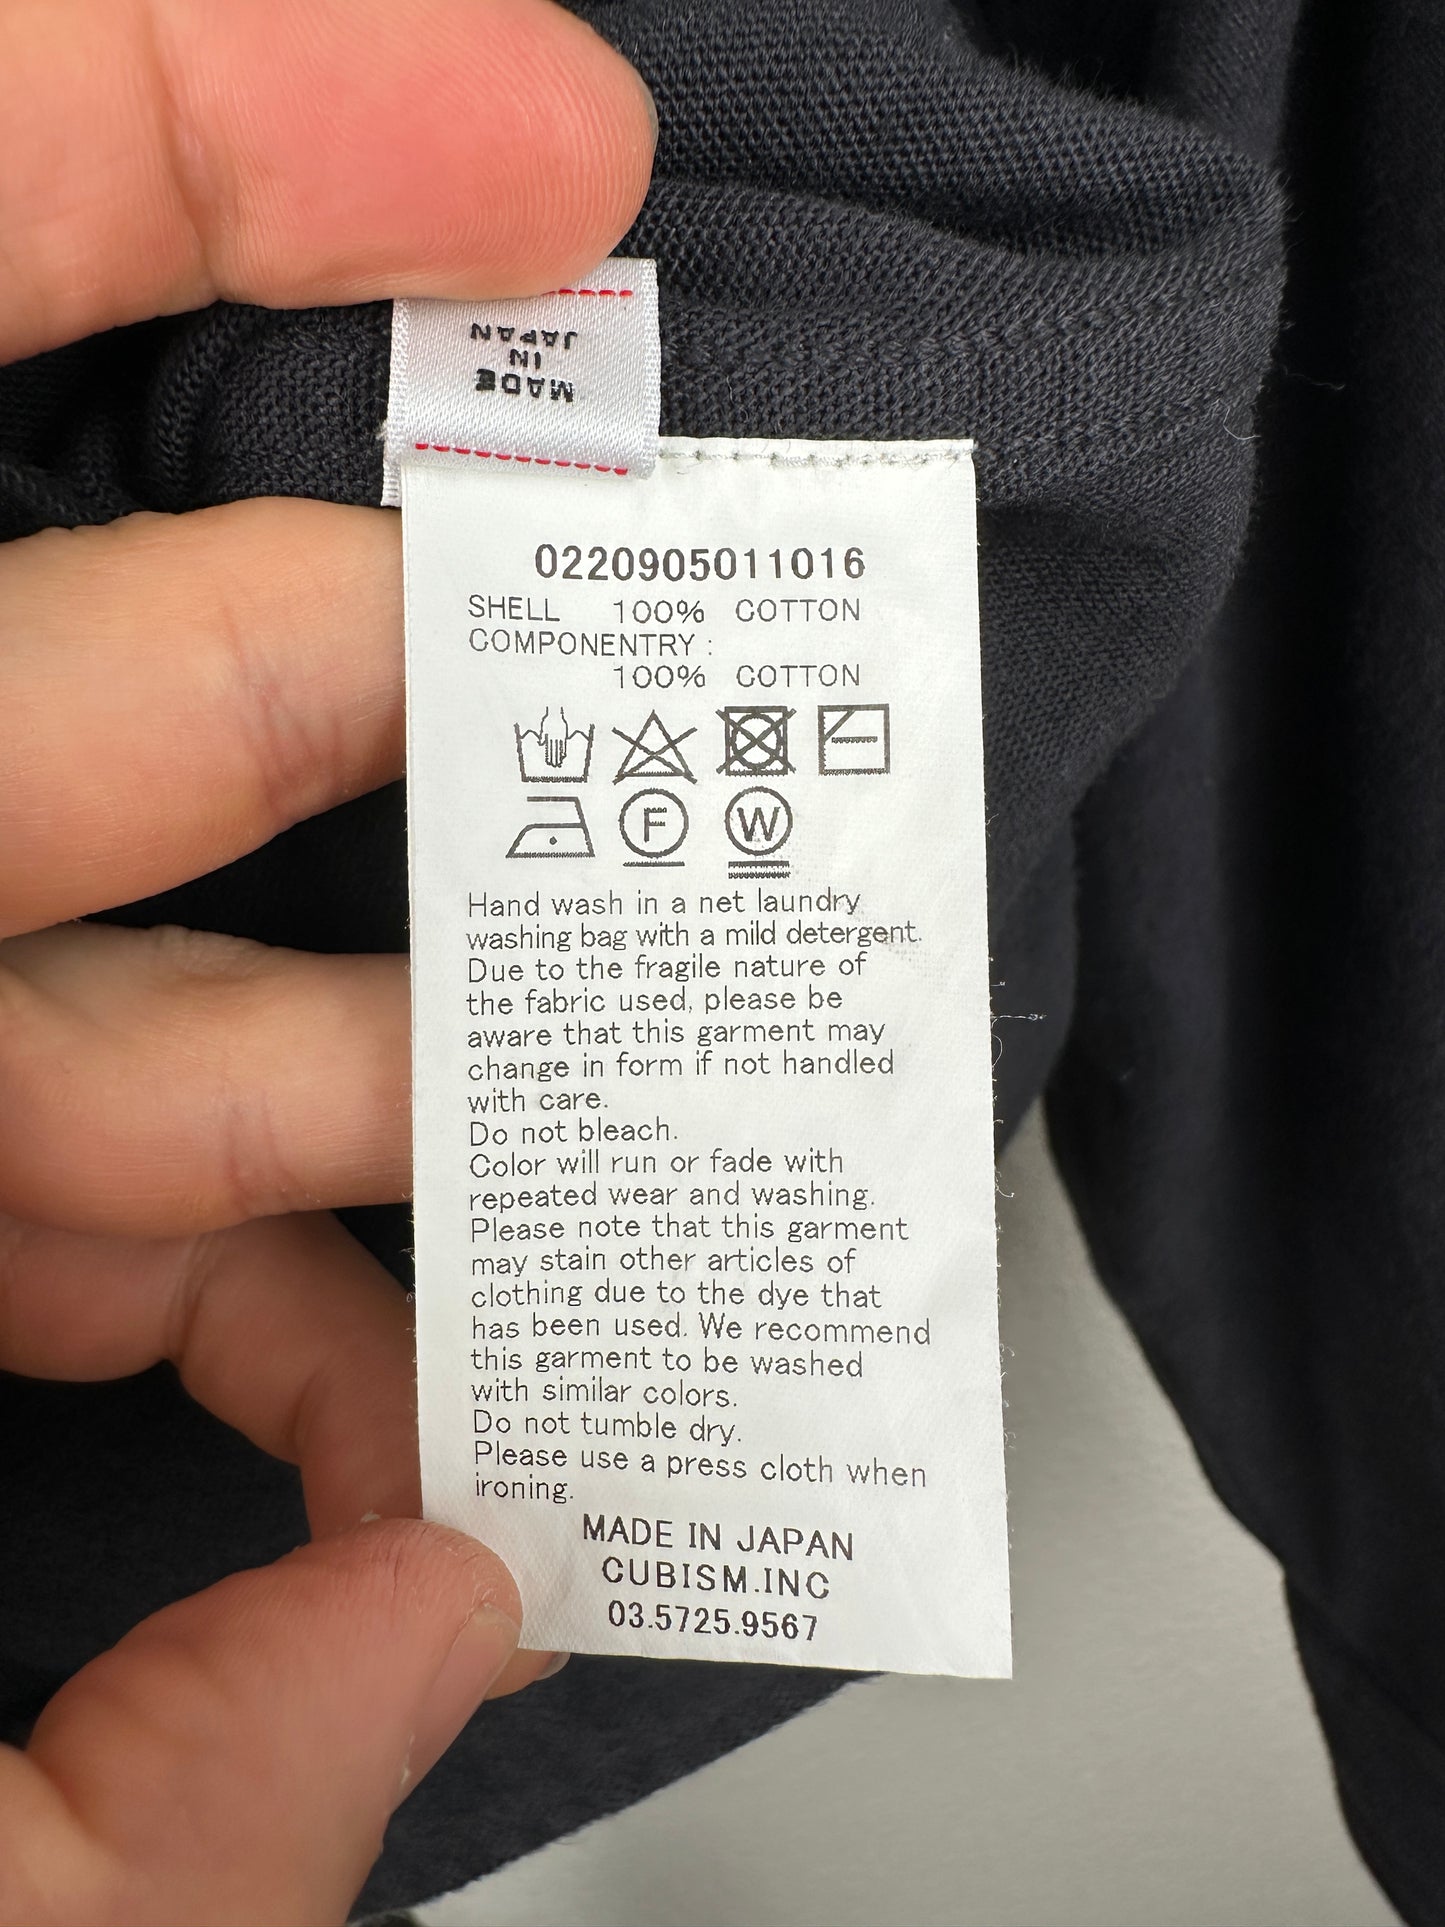 MADE
IN
JAPAN
0220905011016
SHELL 100% COTTON
COMPONENTRY :
100% COTTON
F W
Hand wash in a net laundry
washing bag with a mild detergent.
Due to the fragile nature of
the fabric used, please be
aware that this garment may
change in form if not handled
with care.
Do not bleach.
Color will run or fade with
repeated wear and washing.
Please note that this garment
may stain other articles of
clothing due to the dye that
has been used. We recommend
this garment to be washed
with similar colors.
Do not tumble dry.
Please use a press cloth when
ironing.
MADE IN JAPAN
CUBISM.INC
03.5725.9567